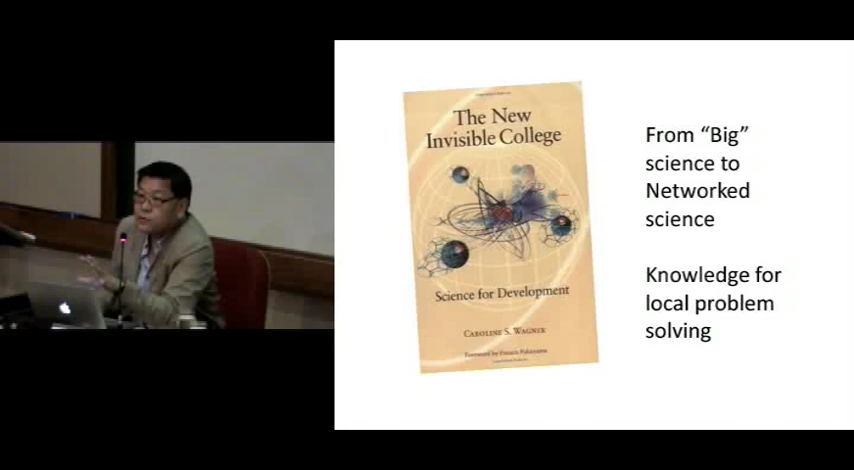 The New
Invisible College
Science for Development
CAROLINE S. WAGNER
Foreword by Francis Fukuyama
From “Big”
science to
Networked
science
Knowledge for
local problem
solving